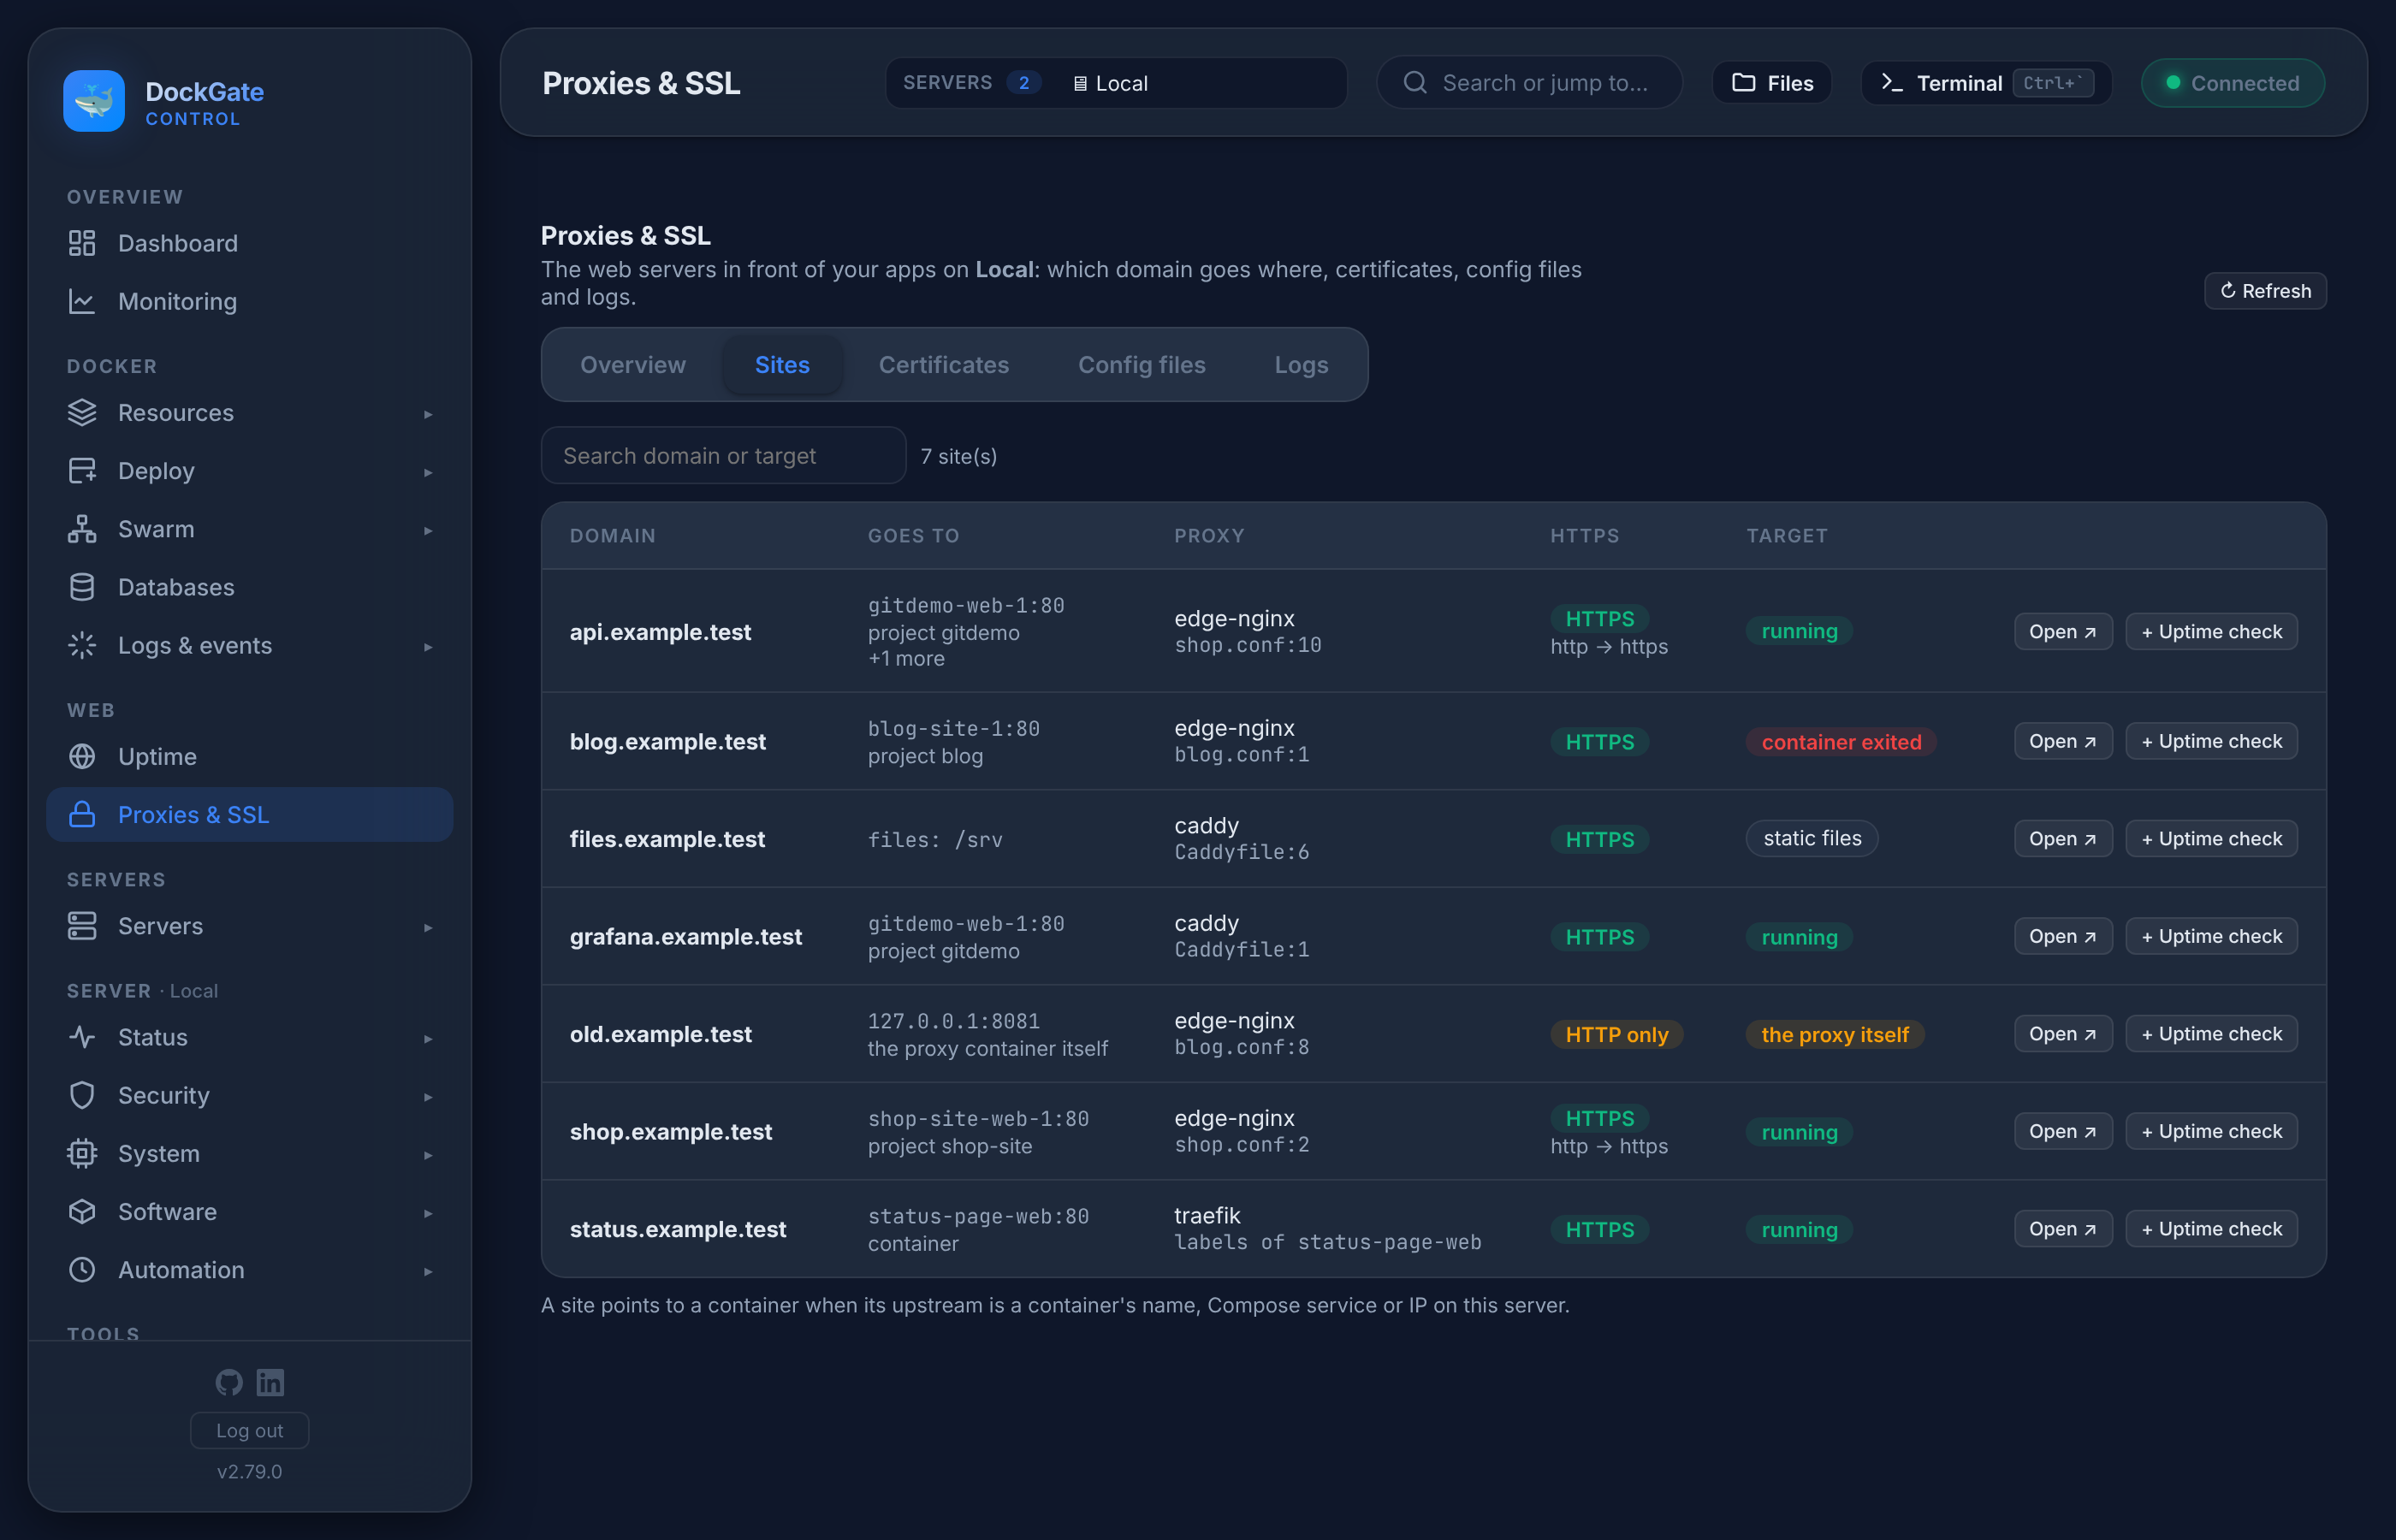 DockGate
CONTROL
OVERVIEW
Dashboard
Monitoring
DOCKER
Resources
Deploy
Swarm
Databases
Logs & events
WEB
Uptime
Proxies & SSL
SERVERS
Servers
SERVER · Local
Status
Security
System
Software
Automation
TOOLS
Log out
v2.79.0
Proxies & SSL
SERVERS 2 Local
Search or jump to...
Files
Terminal Ctrl+`
Connected
Proxies & SSL
The web servers in front of your apps on Local: which domain goes where, certificates, config files
and logs.
↻ Refresh
Overview Sites Certificates Config files Logs
Search domain or target
7 site(s)
DOMAIN GOES TO PROXY HTTPS TARGET
api.example.test
gitdemo-web-1:80
project gitdemo
+1 more
edge-nginx
shop.conf:10
HTTPS
http → https
running
Open ↗
+ Uptime check
blog.example.test
blog-site-1:80
project blog
edge-nginx
blog.conf:1
HTTPS
container exited
Open ↗
+ Uptime check
files.example.test
files: /srv
caddy
Caddyfile:6
HTTPS
static files
Open ↗
+ Uptime check
grafana.example.test
gitdemo-web-1:80
project gitdemo
caddy
Caddyfile:1
HTTPS
running
Open ↗
+ Uptime check
old.example.test
127.0.0.1:8081
the proxy container itself
edge-nginx
blog.conf:8
HTTP only
the proxy itself
Open ↗
+ Uptime check
shop.example.test
shop-site-web-1:80
project shop-site
edge-nginx
shop.conf:2
HTTPS
http → https
running
Open ↗
+ Uptime check
status.example.test
status-page-web:80
container
traefik
labels of status-page-web
HTTPS
running
Open ↗
+ Uptime check
A site points to a container when its upstream is a container's name, Compose service or IP on this server.